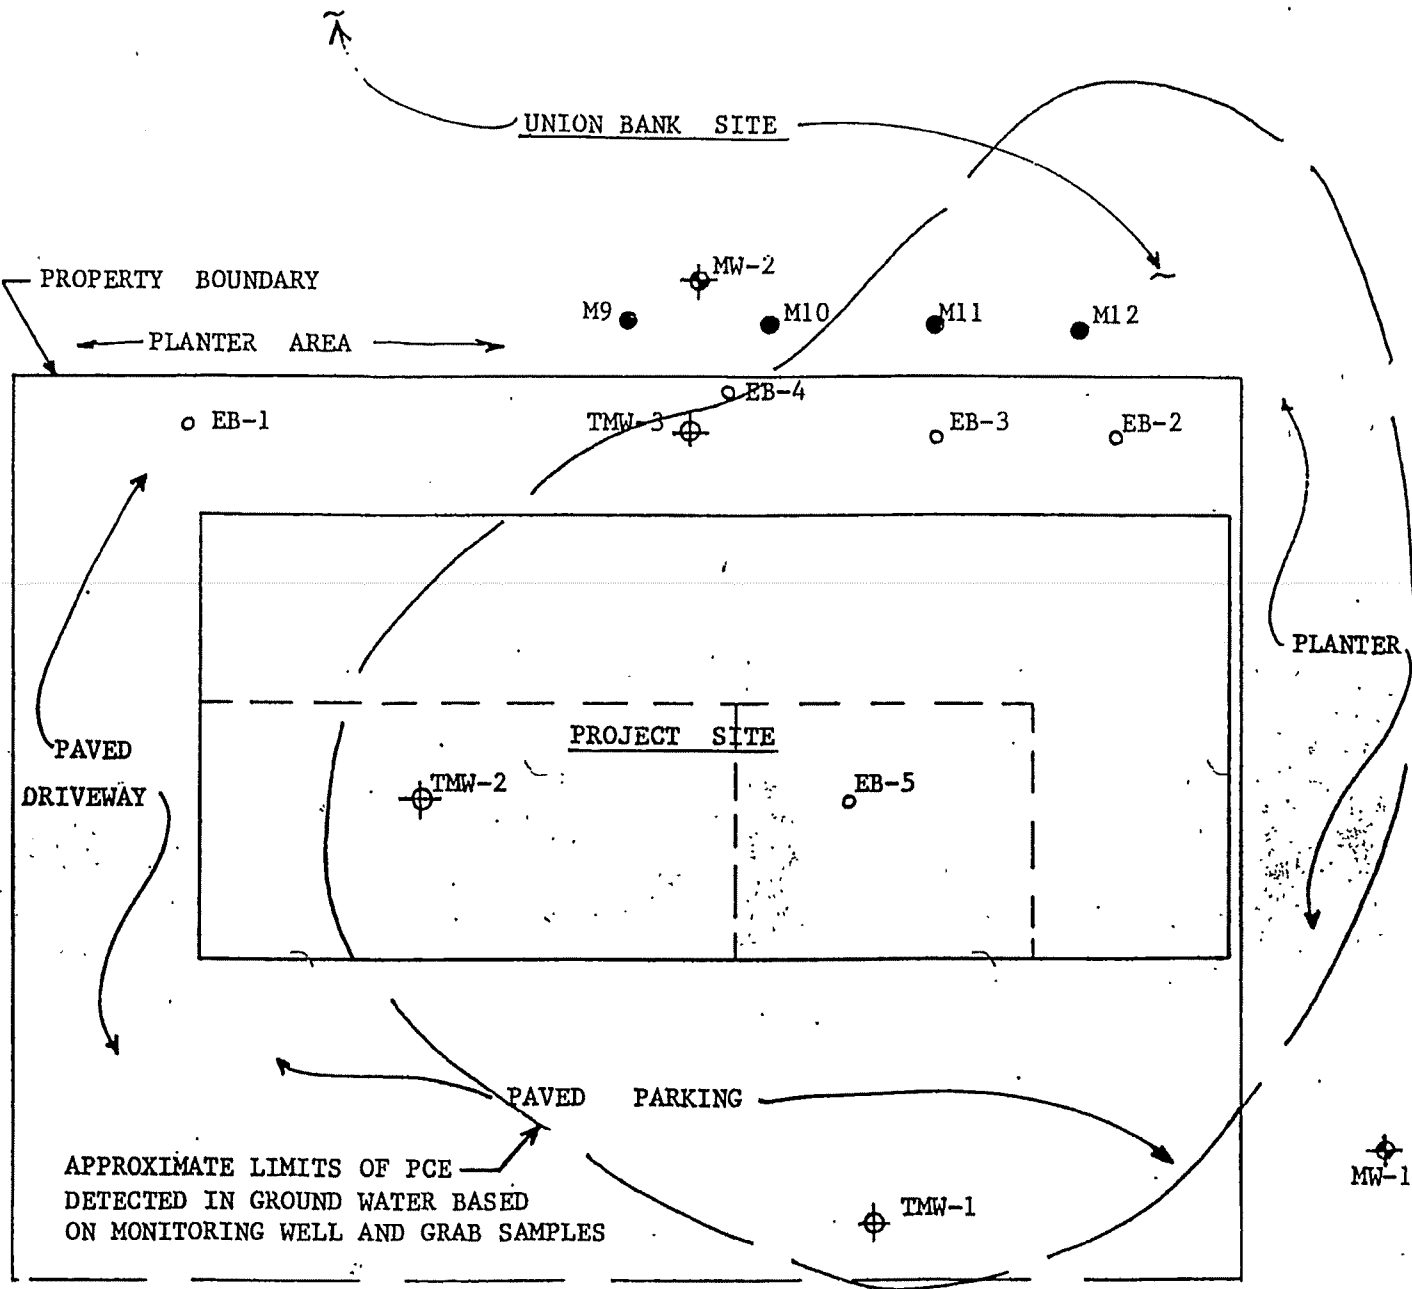 UNION BANK SITE
MW-2
PROPERTY BOUNDARY
M9
M10
M11
M12
PLANTER AREA
EB-4
EB-1
TMW-3
EB-3
EB-2
PLANTER
PROJECT SITE
PAVED
DRIVEWAY
TMW-2
EB-5
PAVED PARKING
APPROXIMATE LIMITS OF PCE
DETECTED IN GROUND WATER BASED
ON MONITORING WELL AND GRAB SAMPLES
MW-1
TMW-1